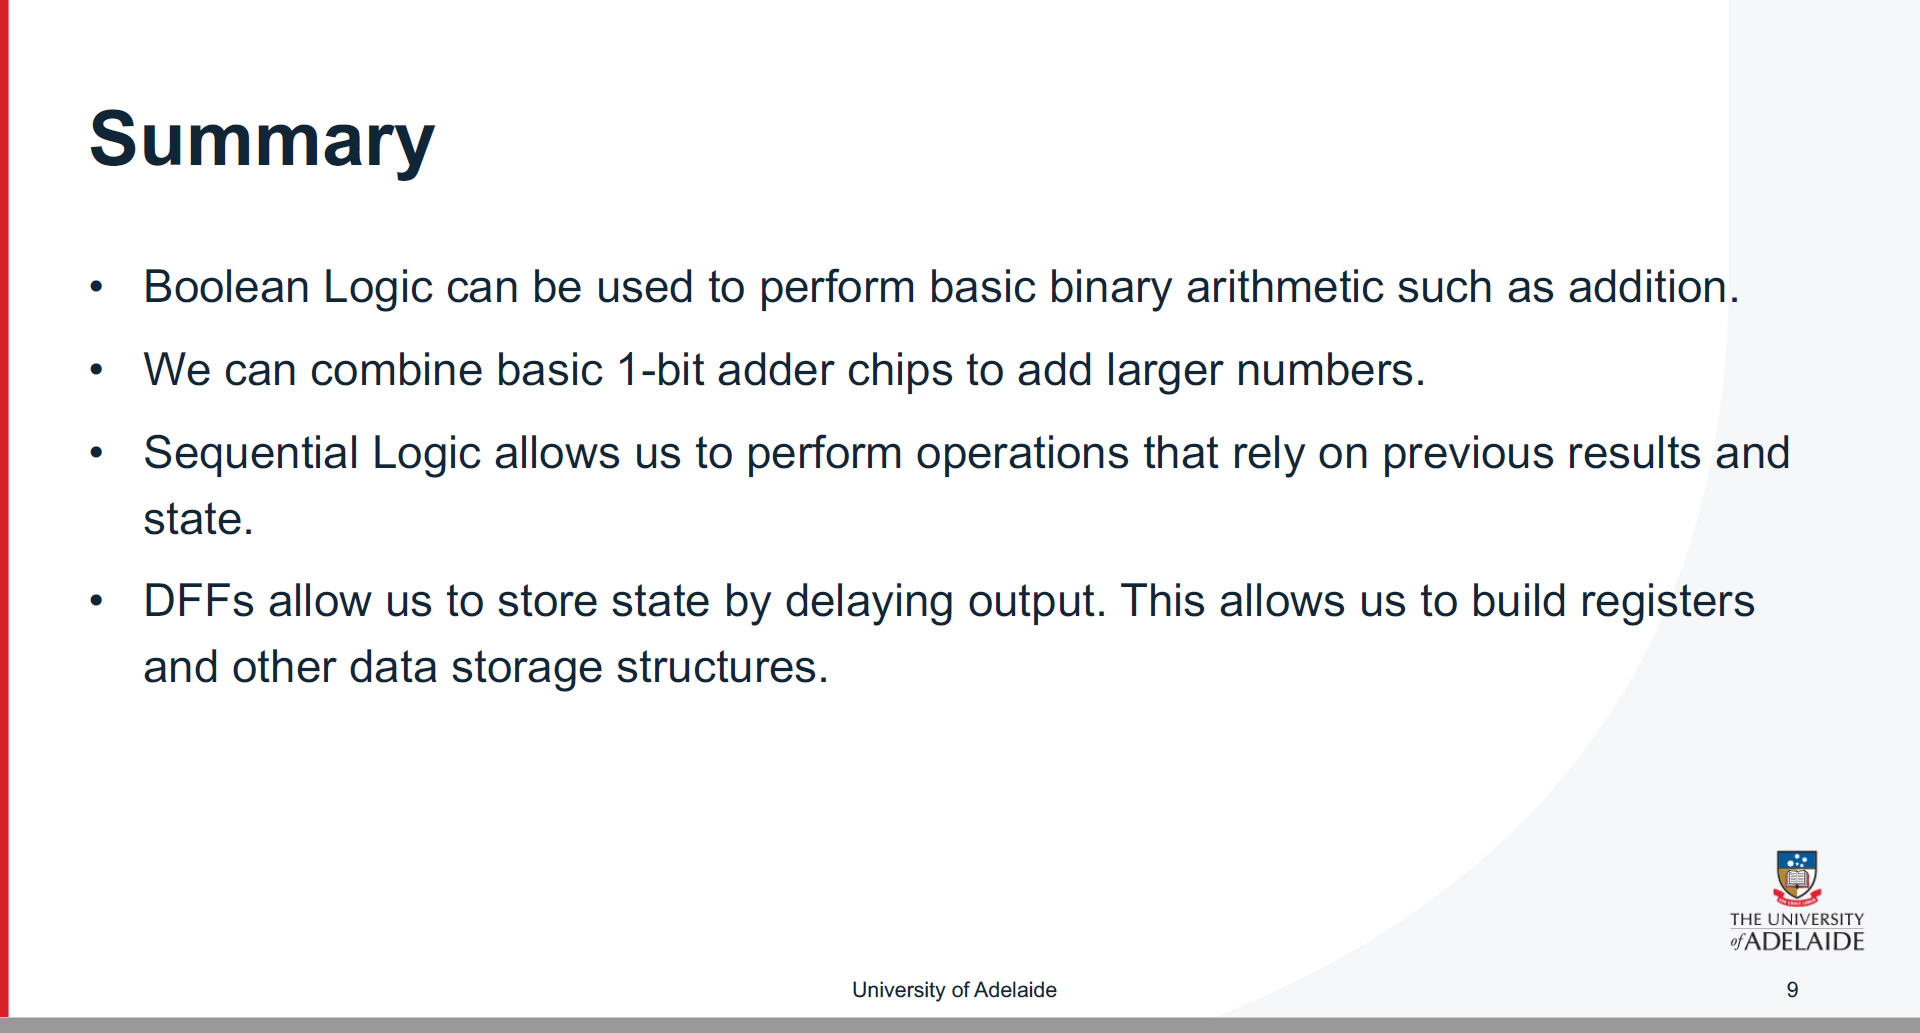 Summary
• Boolean Logic can be used to perform basic binary arithmetic such as addition.
• We can combine basic 1-bit adder chips to add larger numbers.
• Sequential Logic allows us to perform operations that rely on previous results and
state.
• DFFs allow us to store state by delaying output. This allows us to build registers
and other data storage structures.
THE UNIVERSITY
of ADELAIDE
University of Adelaide
9